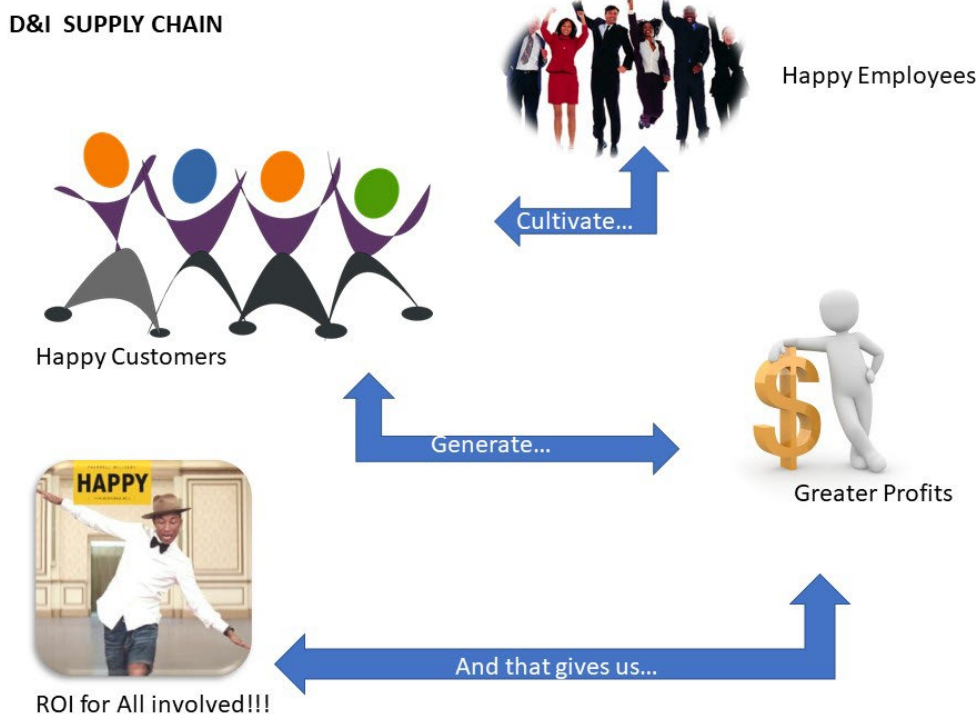 D&I SUPPLY CHAIN
Happy Employees
Cultivate...
Happy Customers
Generate...
Greater Profits
HAPPY
And that gives us...
ROI for All involved!!!